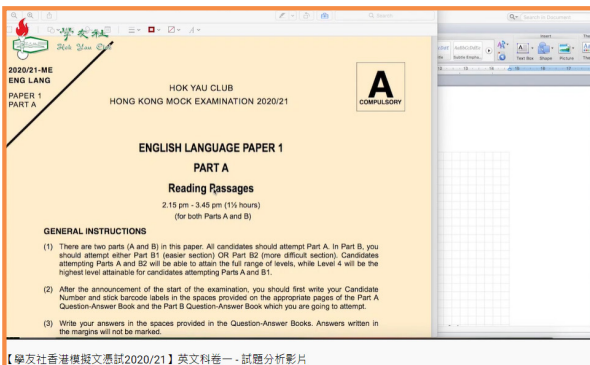 Search
Search in Document
學友社
Hok Yau Club
2020/21-ME
ENG LANG
PAPER 1
PART A
HOK YAU CLUB
HONG KONG MOCK EXAMINATION 2020/21
A
COMPULSORY
Insert
Text Box Shape Picture
ENGLISH LANGUAGE PAPER 1
PART A
Reading Passages
2.15 pm - 3.45 pm (1½ hours)
(for both Parts A and B)
GENERAL INSTRUCTIONS
(1) There are two parts (A and B) in this paper. All candidates should attempt Part A. In Part B, you
should attempt either Part B1 (easier section) OR Part B2 (more difficult section). Candidates
attempting Parts A and B2 will be able to attain the full range of levels, while Level 4 will be the
highest level attainable for candidates attempting Parts A and B1.
(2) After the announcement of the start of the examination, you should first write your Candidate
Number and stick barcode labels in the spaces provided on the appropriate pages of the Part A
Question-Answer Book and the Part B Question-Answer Book which you are going to attempt.
(3) Write your answers in the spaces provided in the Question-Answer Books. Answers written in
the margins will not be marked.
【學友社香港模擬文憑試2020/21】英文科卷一 - 試題分析影片